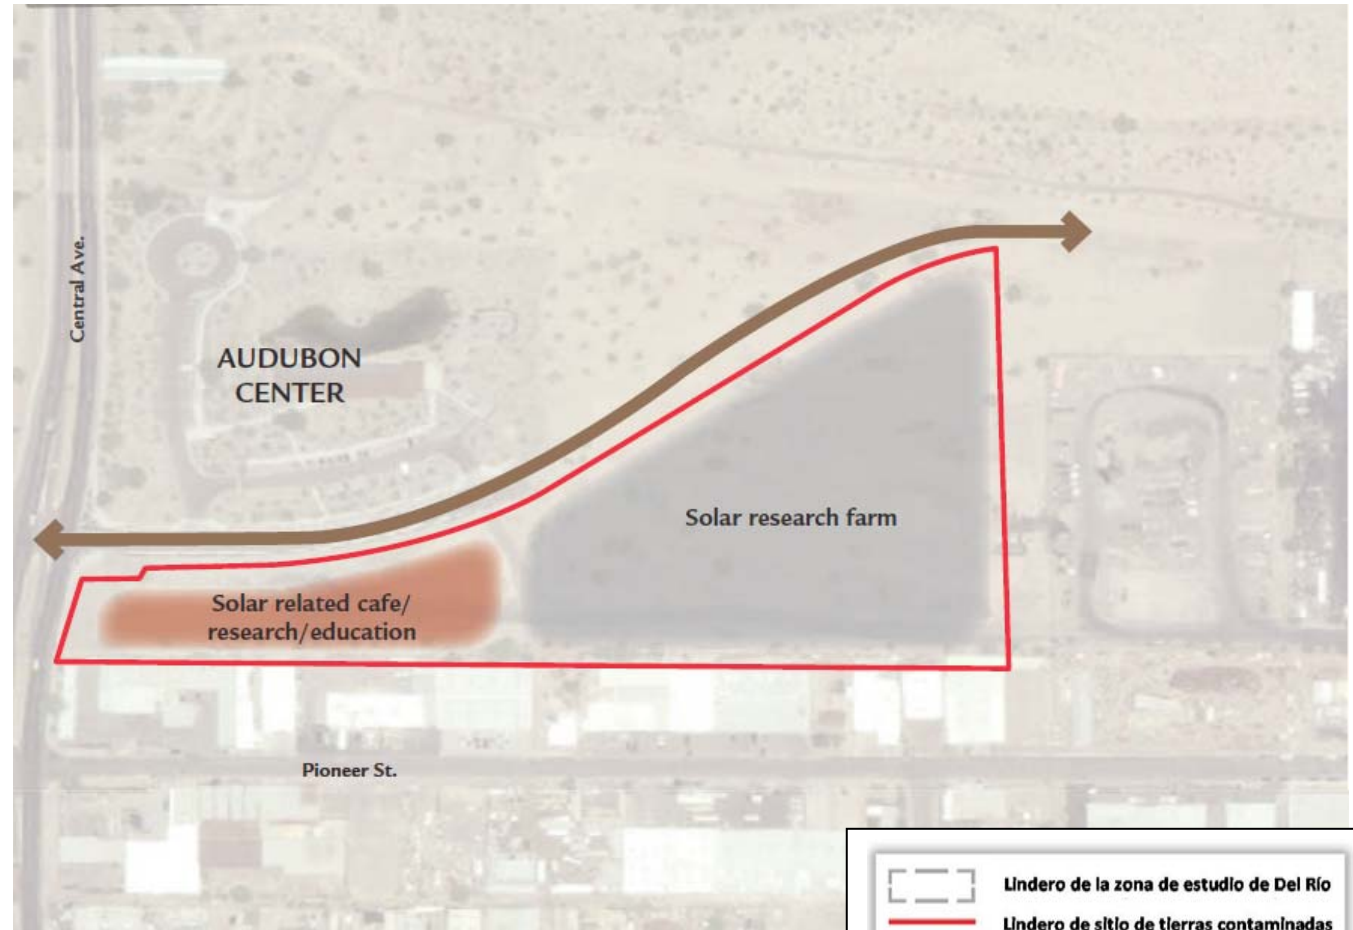 Central Ave.
AUDUBON
CENTER
Solar research farm
Solar related cafe/
research/education
Pioneer St.
Lindero de la zona de estudio de Del Río
Lindero de sitio de tierras contaminadas